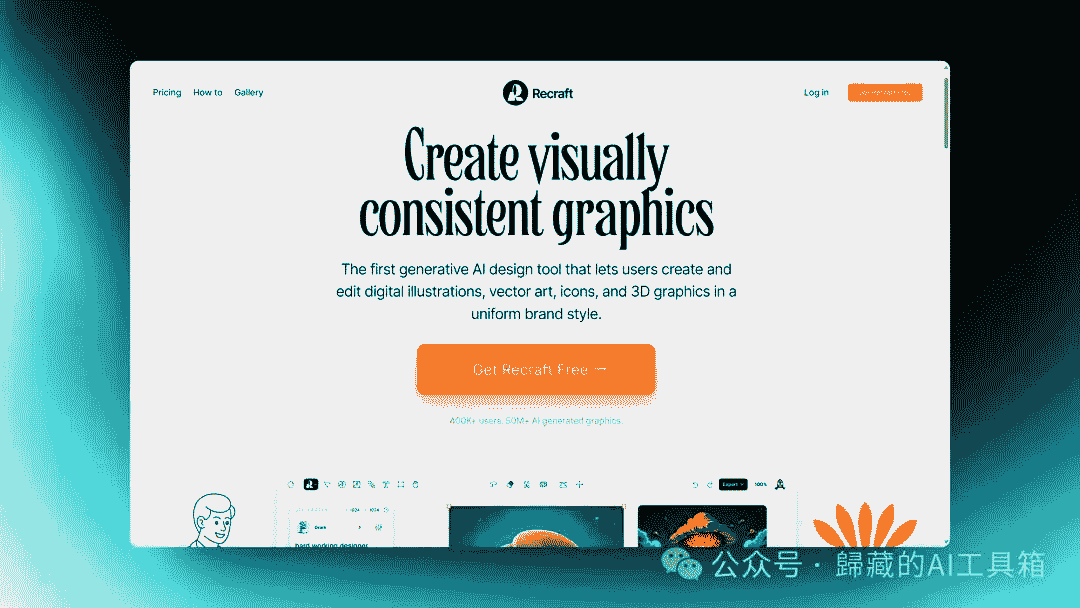 Pricing How to Gallery
Recraft
Log in
Create visually
consistent graphics
The first generative AI design tool that lets users create and
edit digital illustrations, vector art, icons, and 3D graphics in a
uniform brand style.
Get Recraft Free →
400K+ users. 50M+ AI generated graphics.
Export
100%
hard working designer
公众号 · 歸藏的AI工具箱